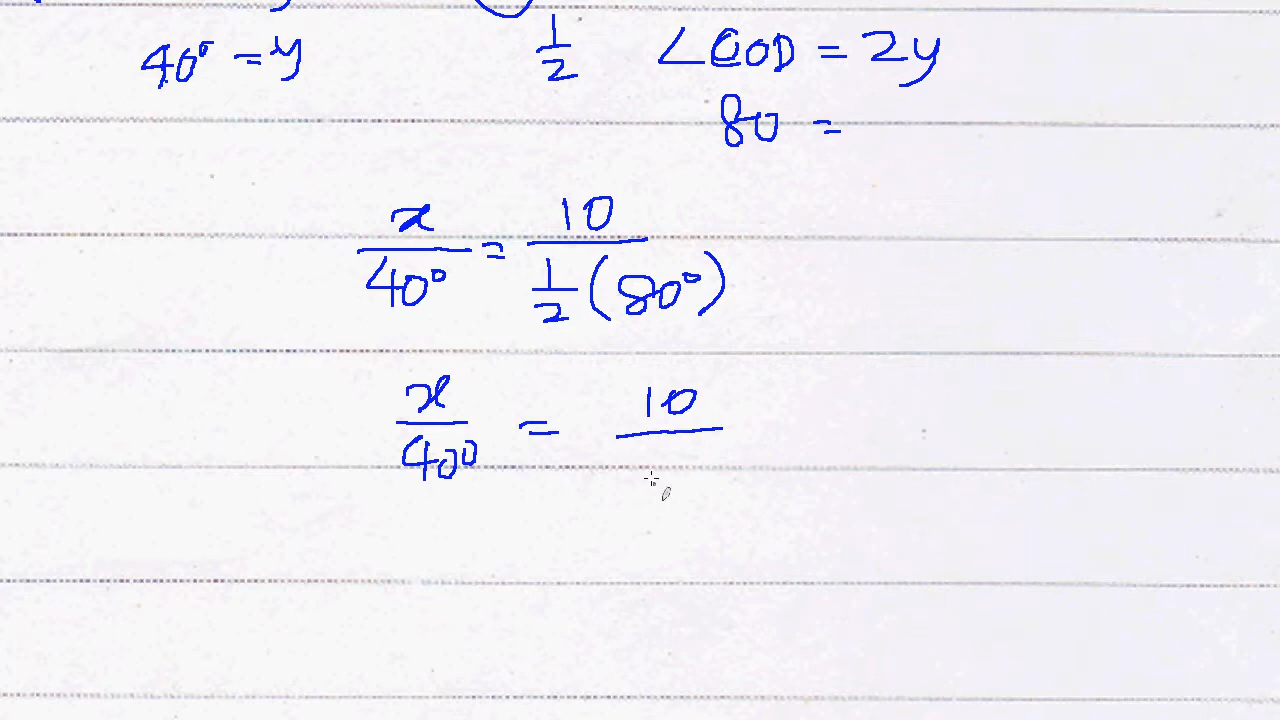 40° = y
1/2 ∠COD = 2y
80 =
x/40° = 10/(1/2 (80°))
x/40° = 10/